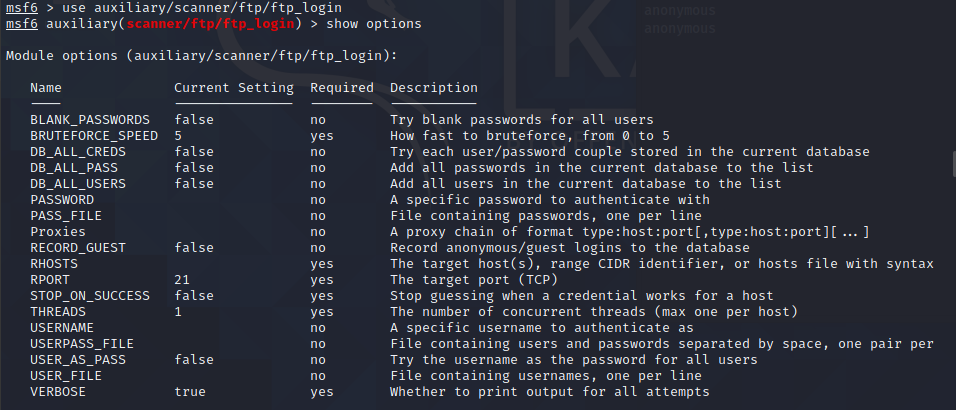 msf6 > use auxiliary/scanner/ftp/ftp_login
msf6 auxiliary(scanner/ftp/ftp_login) > show options
anonymous
anonymous
Module options (auxiliary/scanner/ftp/ftp_login):
Name Current Setting Required Description
---- --------------- -------- -----------
BLANK_PASSWORDS false no Try blank passwords for all users
BRUTEFORCE_SPEED 5 yes How fast to bruteforce, from 0 to 5
DB_ALL_CREDS false no Try each user/password couple stored in the current database
DB_ALL_PASS false no Add all passwords in the current database to the list
DB_ALL_USERS false no Add all users in the current database to the list
PASSWORD no A specific password to authenticate with
PASS_FILE no File containing passwords, one per line
Proxies no A proxy chain of format type:host:port[,type:host:port][...]
RECORD_GUEST false no Record anonymous/guest logins to the database
RHOSTS yes The target host(s), range CIDR identifier, or hosts file with syntax
RPORT 21 yes The target port (TCP)
STOP_ON_SUCCESS false yes Stop guessing when a credential works for a host
THREADS 1 yes The number of concurrent threads (max one per host)
USERNAME no A specific username to authenticate as
USERPASS_FILE no File containing users and passwords separated by space, one pair per
USER_AS_PASS false no Try the username as the password for all users
USER_FILE no File containing usernames, one per line
VERBOSE true yes Whether to print output for all attempts